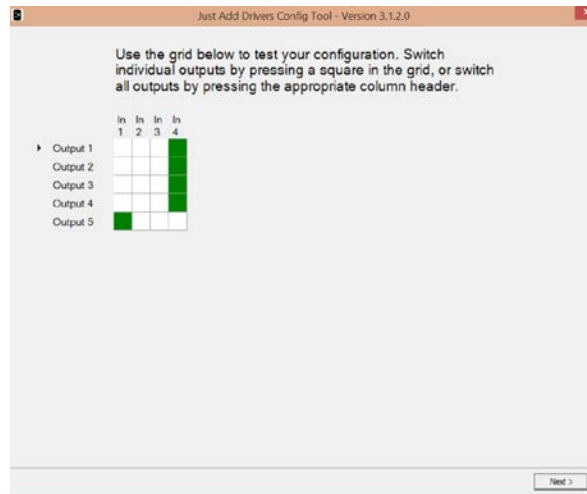 Just Add Drivers Config Tool - Version 3.1.2.0
Use the grid below to test your configuration. Switch
individual outputs by pressing a square in the grid, or switch
all outputs by pressing the appropriate column header.
In In In In
1 2 3 4
Output 1
Output 2
Output 3
Output 4
Output 5
Next >